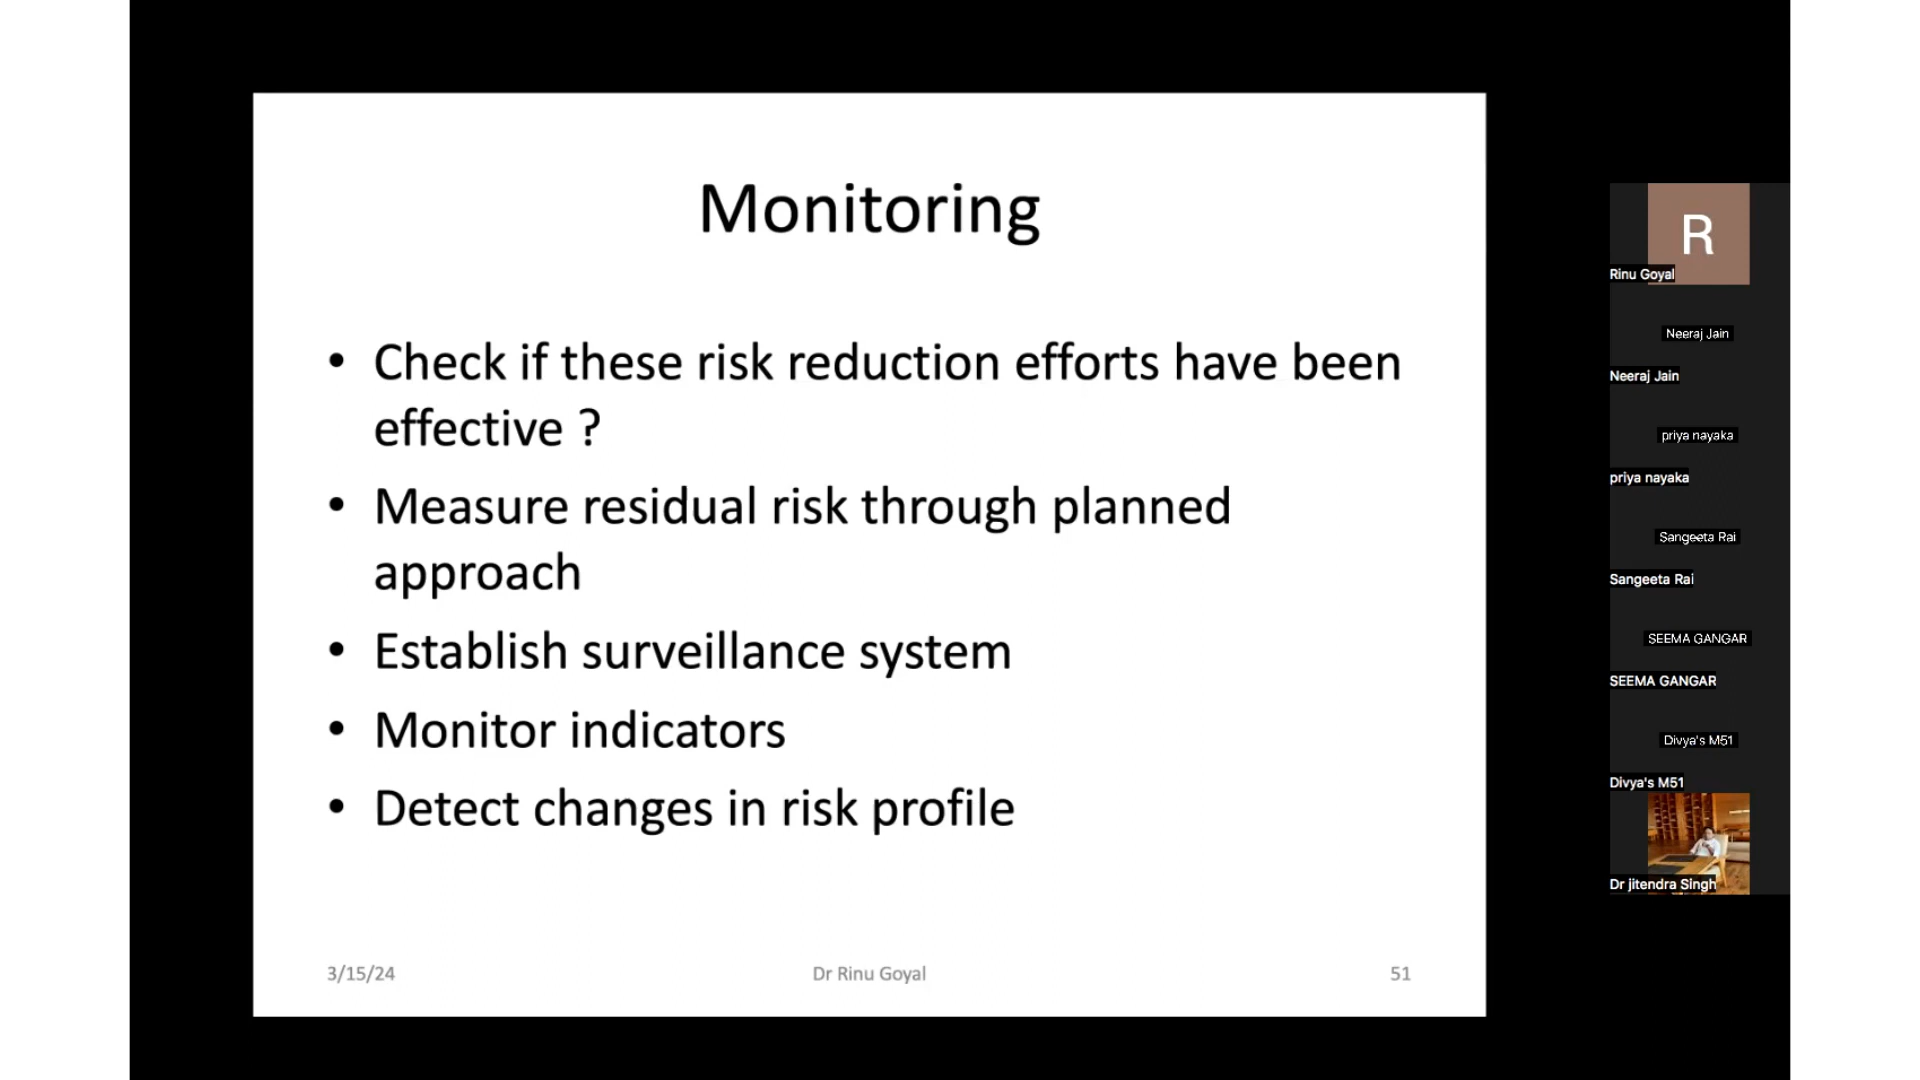 Monitoring
• Check if these risk reduction efforts have been
effective ?
• Measure residual risk through planned
approach
• Establish surveillance system
• Monitor indicators
• Detect changes in risk profile
3/15/24
Dr Rinu Goyal
51
R
Rinu Goyal
Neeraj Jain
Neeraj Jain
priya nayaka
priya nayaka
Sangeeta Rai
Sangeeta Rai
SEEMA GANGAR
SEEMA GANGAR
Divya's M51
Divya's M51
Dr jitendra Singh